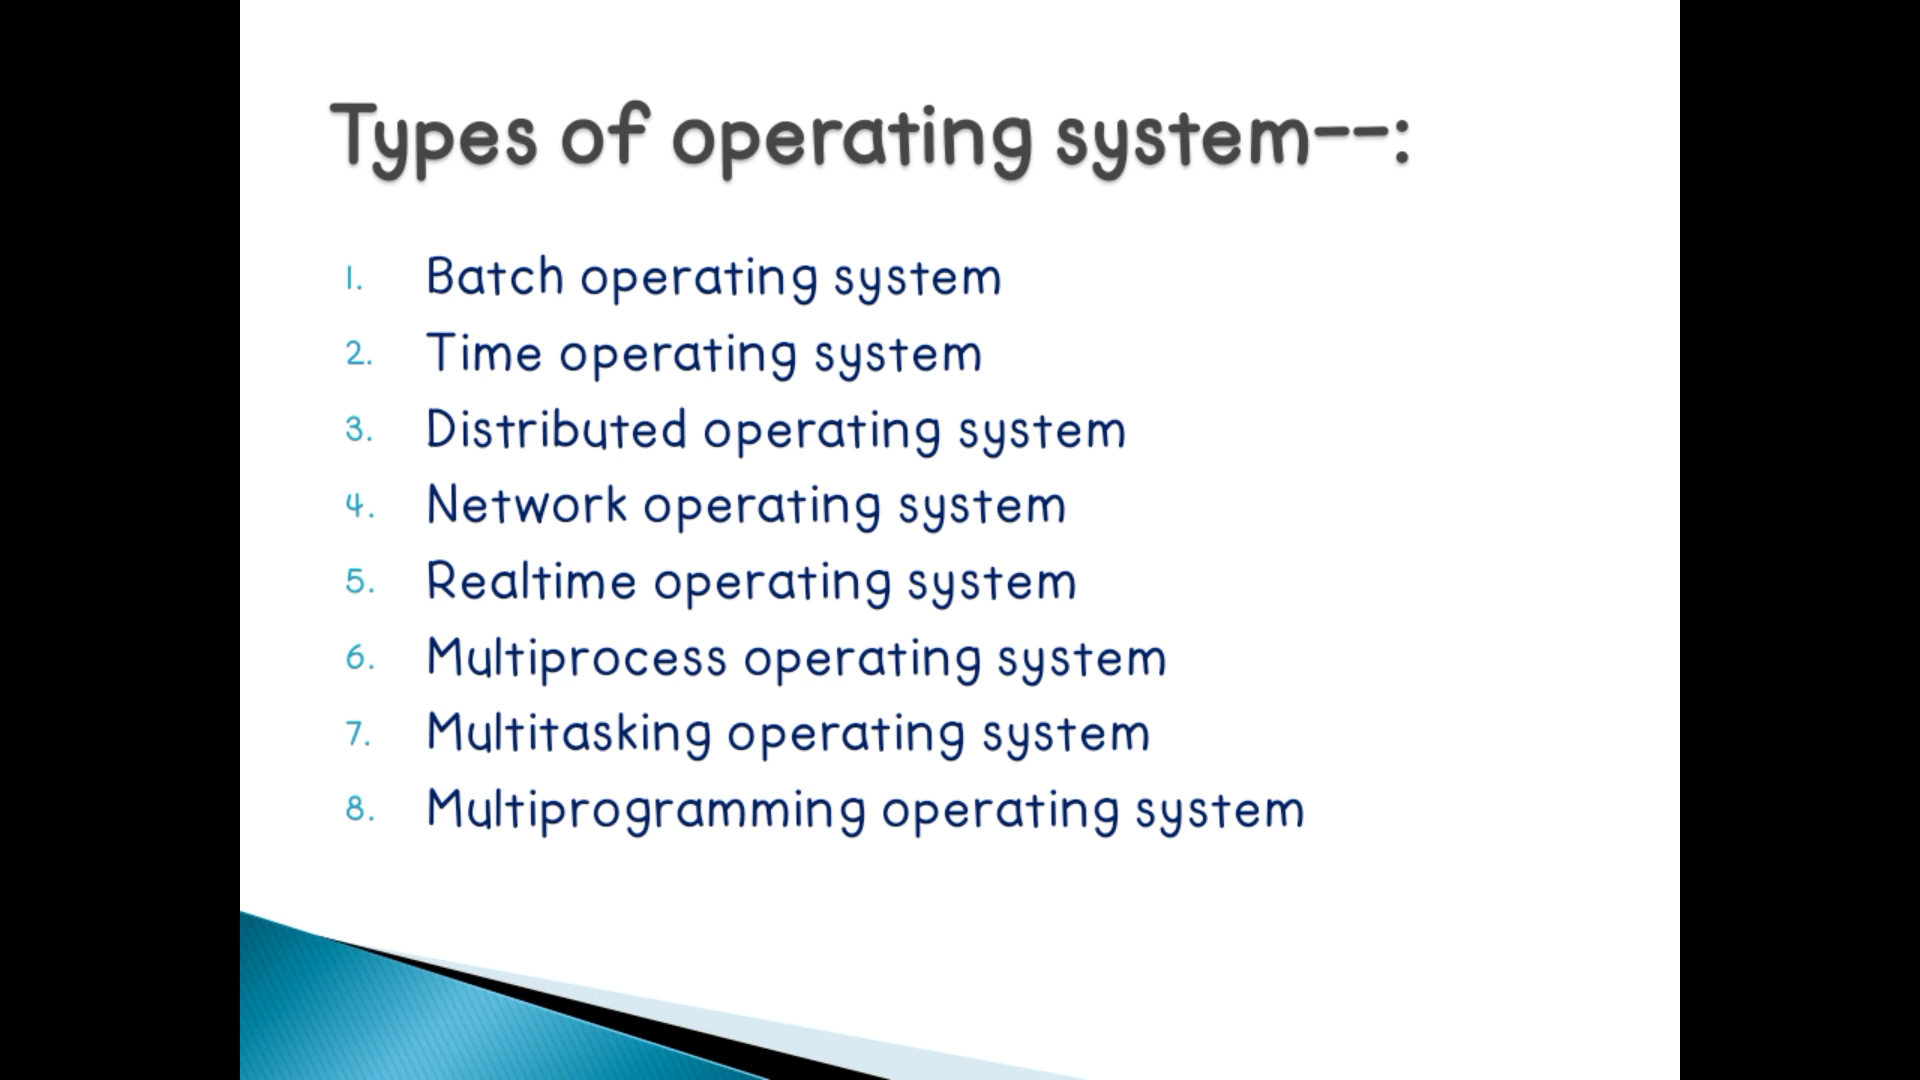 Types of operating system--:
1. Batch operating system
2. Time operating system
3. Distributed operating system
4. Network operating system
5. Realtime operating system
6. Multiprocess operating system
7. Multitasking operating system
8. Multiprogramming operating system